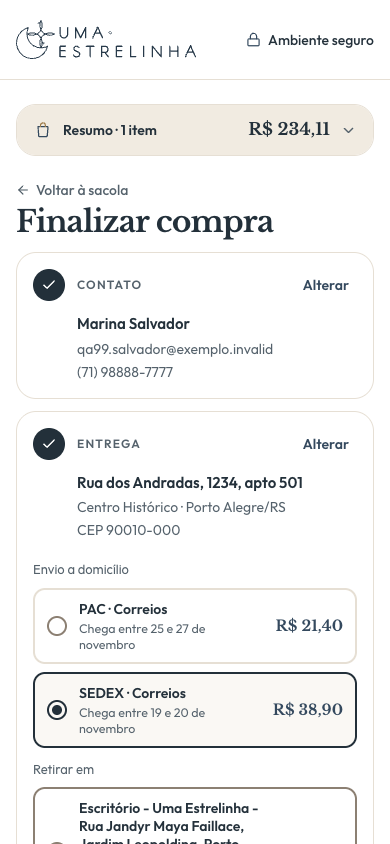 UMA
ESTRELINHA
Ambiente seguro
Resumo · 1 item
R$ 234,11
Voltar à sacola
Finalizar compra
CONTATO
Alterar
Marina Salvador
qa99.salvador@exemplo.invalid
(71) 98888-7777
ENTREGA
Alterar
Rua dos Andradas, 1234, apto 501
Centro Histórico · Porto Alegre/RS
CEP 90010-000
Envio a domicílio
PAC · Correios
Chega entre 25 e 27 de
novembro
R$ 21,40
SEDEX · Correios
Chega entre 19 e 20 de
novembro
R$ 38,90
Retirar em
Escritório - Uma Estrelinha -
Rua Jandyr Maya Faillace,
Jardim Leopoldina, Porto